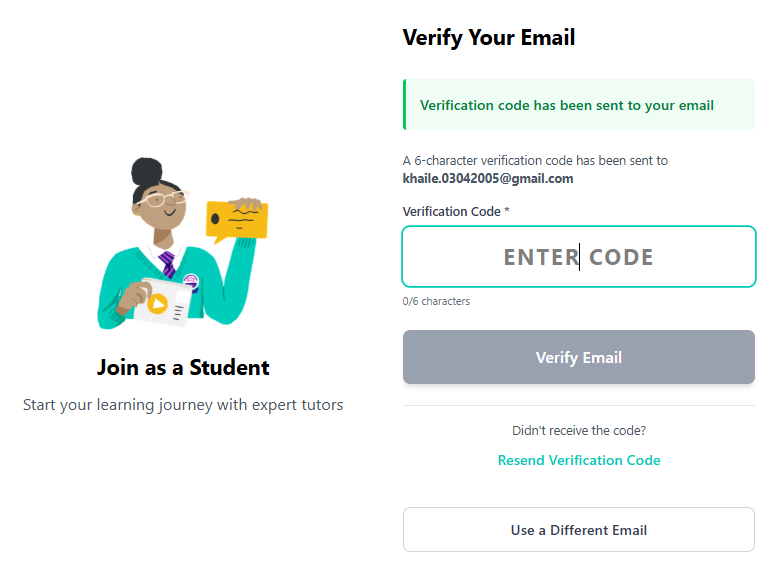 Verify Your Email
Verification code has been sent to your email
A 6-character verification code has been sent to
khaile.03042005@gmail.com
Verification Code *
ENTER CODE
0/6 characters
Verify Email
Didn't receive the code?
Resend Verification Code
Use a Different Email
Join as a Student
Start your learning journey with expert tutors